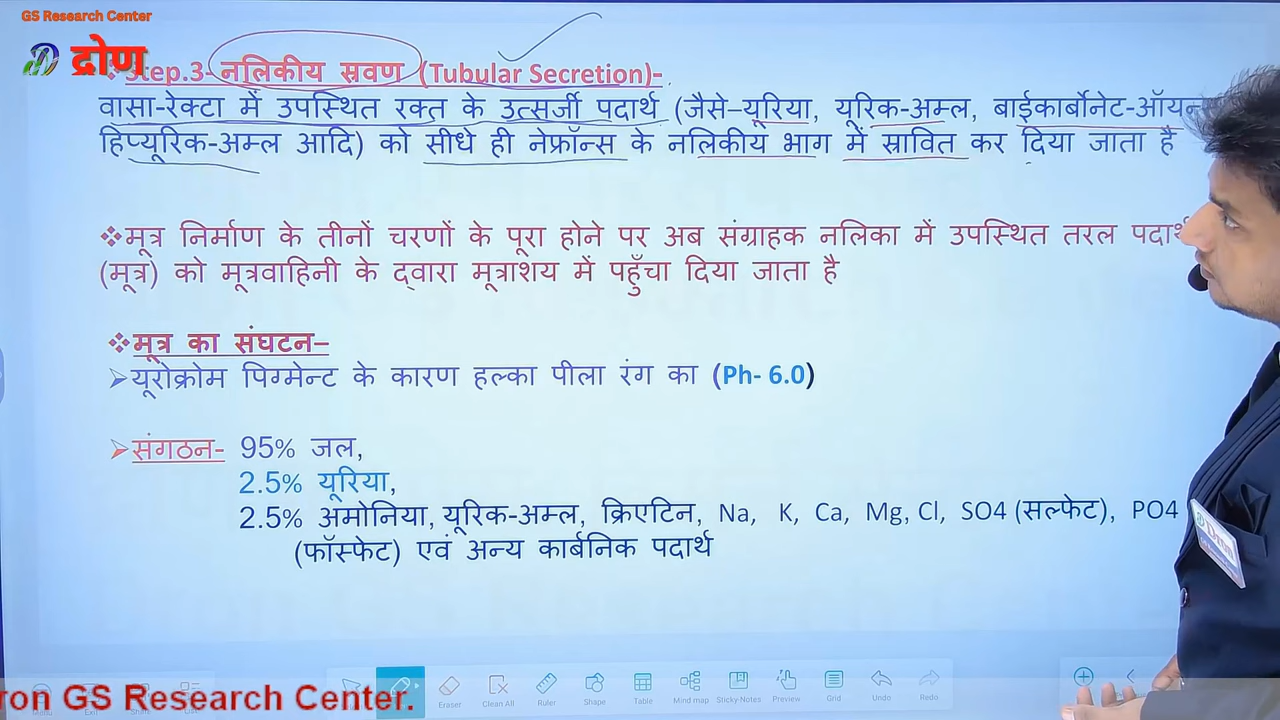 GS Research Center
द्रोण
❖Step.3- नलिकीय स्रवण (Tubular Secretion)-
वासा-रेक्टा में उपस्थित रक्त के उत्सर्जी पदार्थ (जैसे–यूरिया, यूरिक-अम्ल, बाईकार्बोनेट-ऑयन
हिप्यूरिक-अम्ल आदि) को सीधे ही नेफ्रॉन्स के नलिकीय भाग में स्रावित कर दिया जाता है
❖मूत्र निर्माण के तीनों चरणों के पूरा होने पर अब संग्राहक नलिका में उपस्थित तरल पदार्थ
(मूत्र) को मूत्रवाहिनी के द्वारा मूत्राशय में पहुँचा दिया जाता है
❖मूत्र का संघटन–
➢यूरोक्रोम पिग्मेन्ट के कारण हल्का पीला रंग का (Ph- 6.0)
➢संगठन- 95% जल,
2.5% यूरिया,
2.5% अमोनिया, यूरिक-अम्ल, क्रिएटिन, Na, K, Ca, Mg, Cl, SO4 (सल्फेट), PO4
(फॉस्फेट) एवं अन्य कार्बनिक पदार्थ
ron GS Research Center.
Eraser Clean All Ruler Shape Table Mind map Sticky Notes Preview Grid Undo Redo